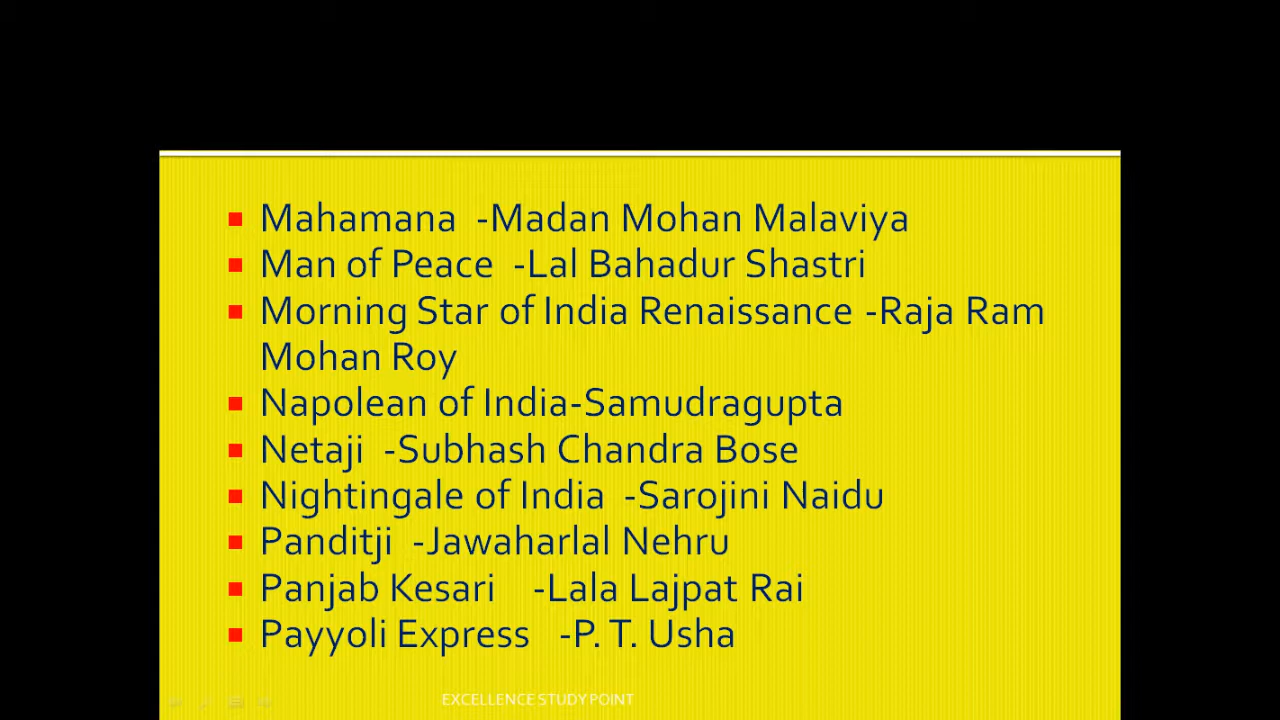 Mahamana -Madan Mohan Malaviya
Man of Peace -Lal Bahadur Shastri
Morning Star of India Renaissance -Raja Ram
Mohan Roy
Napolean of India-Samudragupta
Netaji -Subhash Chandra Bose
Nightingale of India -Sarojini Naidu
Panditji -Jawaharlal Nehru
Panjab Kesari -Lala Lajpat Rai
Payyoli Express -P. T. Usha
EXCELLENCE STUDY POINT